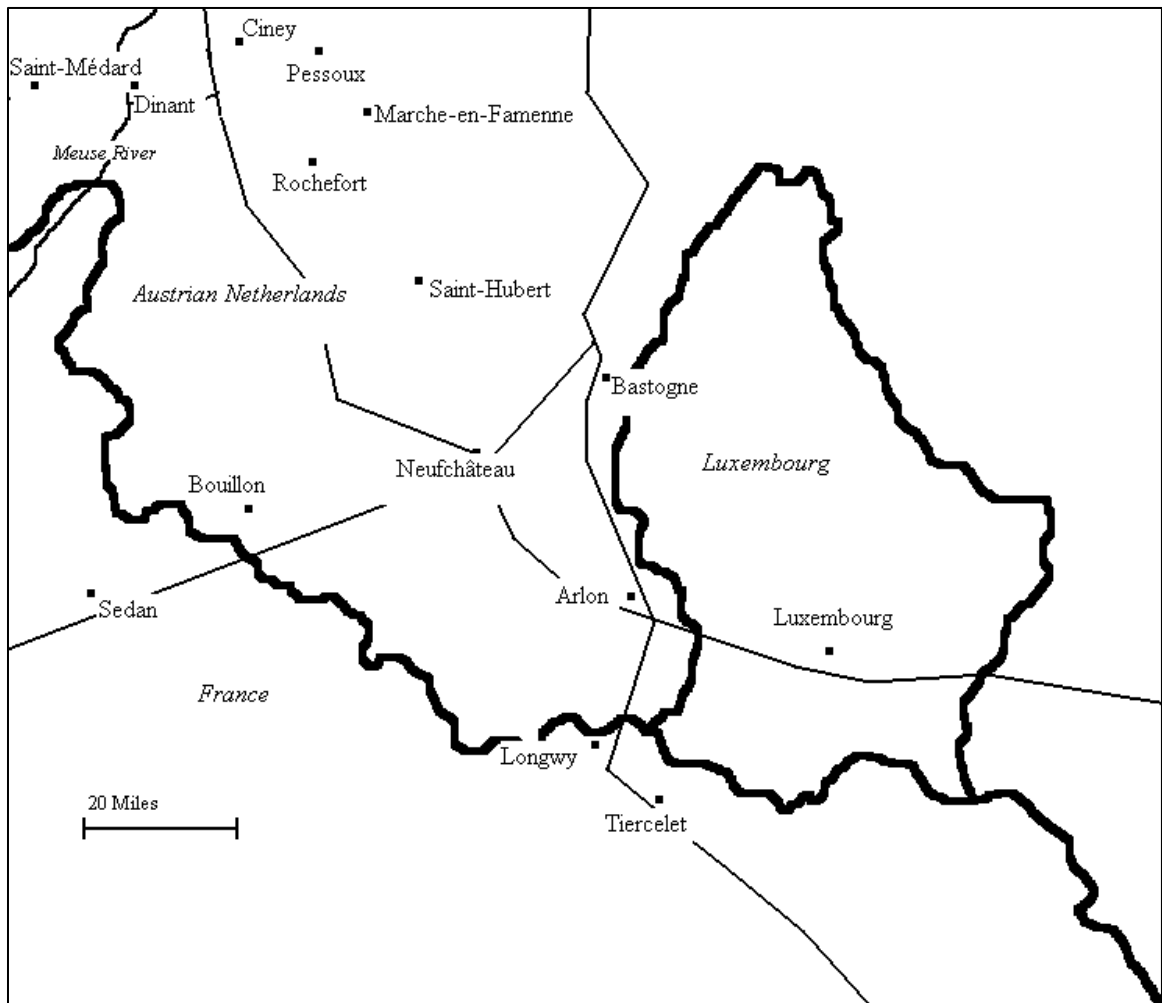 Ciney
Saint-Médard
Pessoux
Dinant
Marche-en-Famenne
Meuse River
Rochefort
Austrian Netherlands
Saint-Hubert
Bastogne
Neufchâteau
Luxembourg
Bouillon
Arlon
Sedan
Luxembourg
France
Longwy
20 Miles
Tiercelet